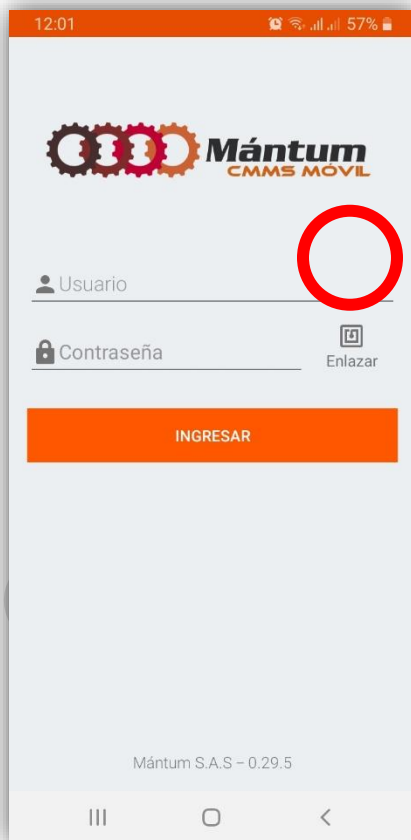 12:01 57%
Mántum
CMMS MÓVIL
Usuario
Contraseña
Enlazar
INGRESAR
Mántum S.A.S – 0.29.5